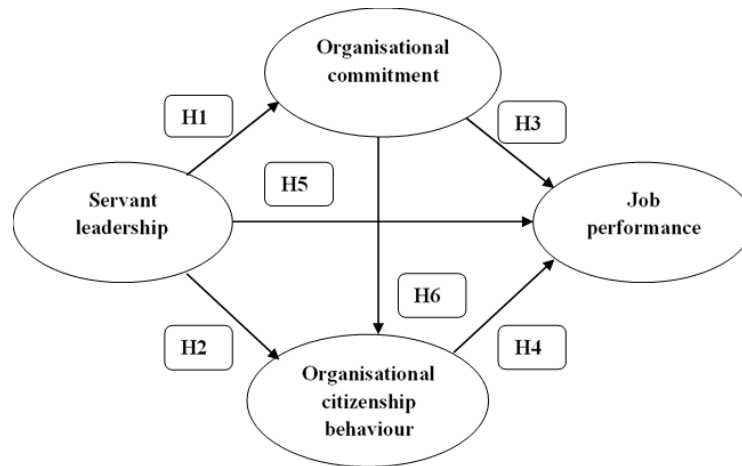 Organisational
commitment
H1
H3
H5
Servant
leadership
Job
performance
H6
H2
H4
Organisational
citizenship
behaviour